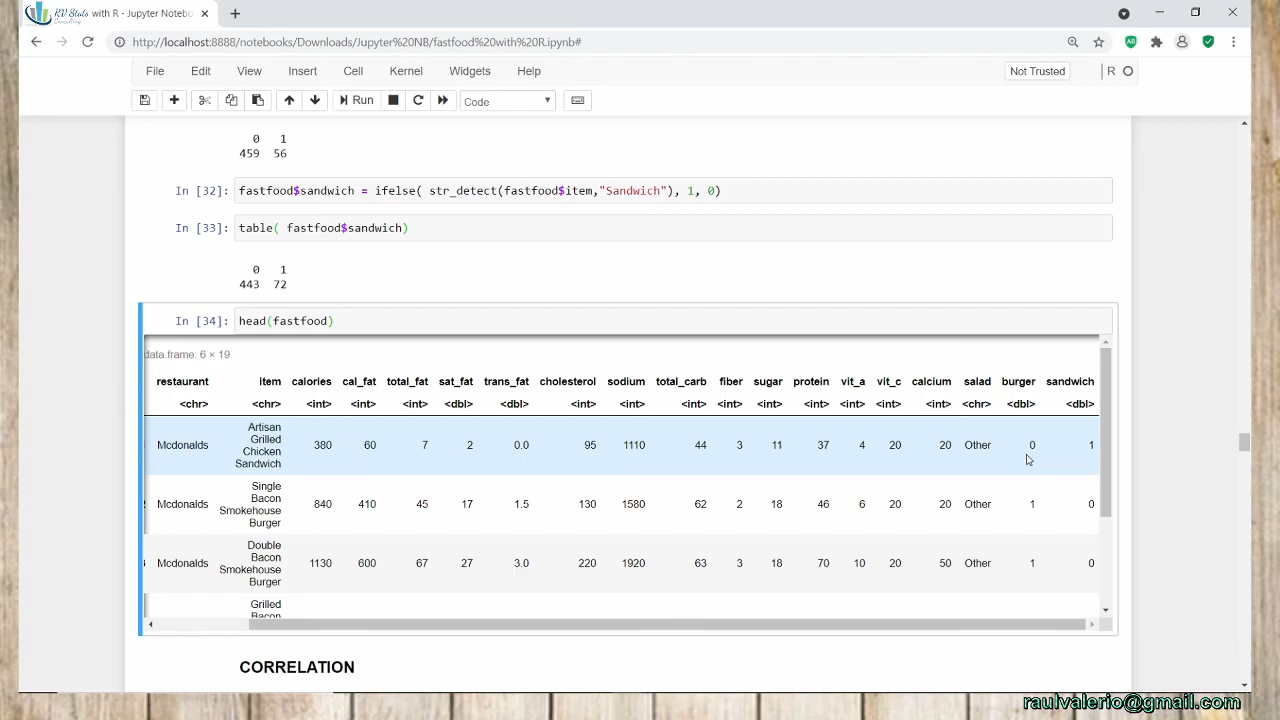 RV Stats
Consulting
with R - Jupyter Notebo
http://localhost:8888/notebooks/Downloads/Jupyter%20NB/fastfood%20with%20R.ipynb#
File Edit View Insert Cell Kernel Widgets Help Not Trusted R
Run Code
0 1
459 56
In [32]: fastfood$sandwich = ifelse( str_detect(fastfood$item,"Sandwich"), 1, 0)
In [33]: table( fastfood$sandwich)
0 1
443 72
In [34]: head(fastfood)
data.frame: 6 × 19
restaurant item calories cal_fat total_fat sat_fat trans_fat cholesterol sodium total_carb fiber sugar protein vit_a vit_c calcium salad burger sandwich
<chr> <chr> <int> <int> <int> <dbl> <dbl> <int> <int> <int> <int> <int> <int> <int> <int> <int> <chr> <dbl> <dbl>
Artisan
Grilled
Mcdonalds 380 60 7 2 0.0 95 1110 44 3 11 37 4 20 20 Other 0 1
Chicken
Sandwich
Single
Bacon
Mcdonalds 840 410 45 17 1.5 130 1580 62 2 18 46 6 20 20 Other 1 0
Smokehouse
Burger
Double
Bacon
Mcdonalds 1130 600 67 27 3.0 220 1920 63 3 18 70 10 20 50 Other 1 0
Smokehouse
Burger
Grilled
Bacon
CORRELATION
raulvalerio@gmail.com